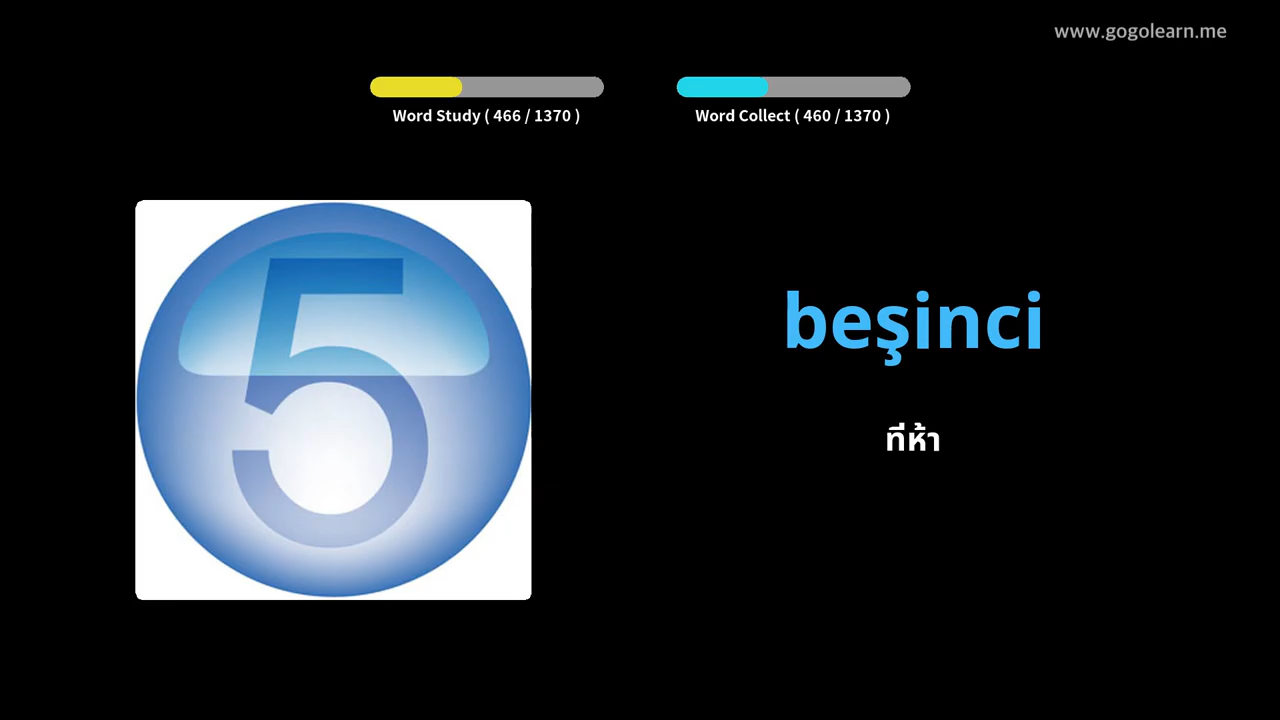 www.gogolearn.me
Word Study ( 466 / 1370 )
Word Collect ( 460 / 1370 )
5
beşinci
ที่ห้า